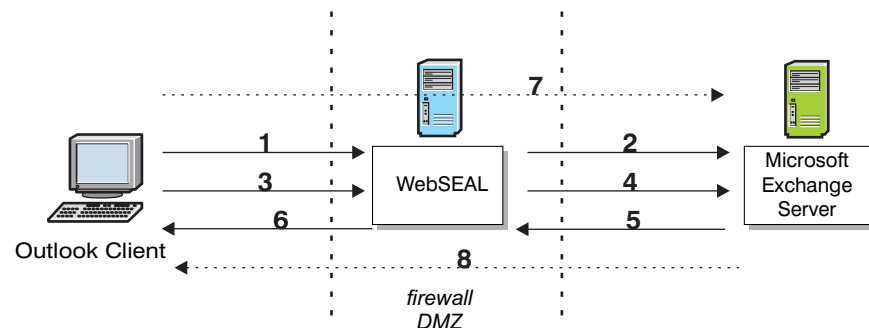 7
1
2
WebSEAL
Microsoft
Exchange
Server
3
4
6
5
Outlook Client
8
firewall
DMZ